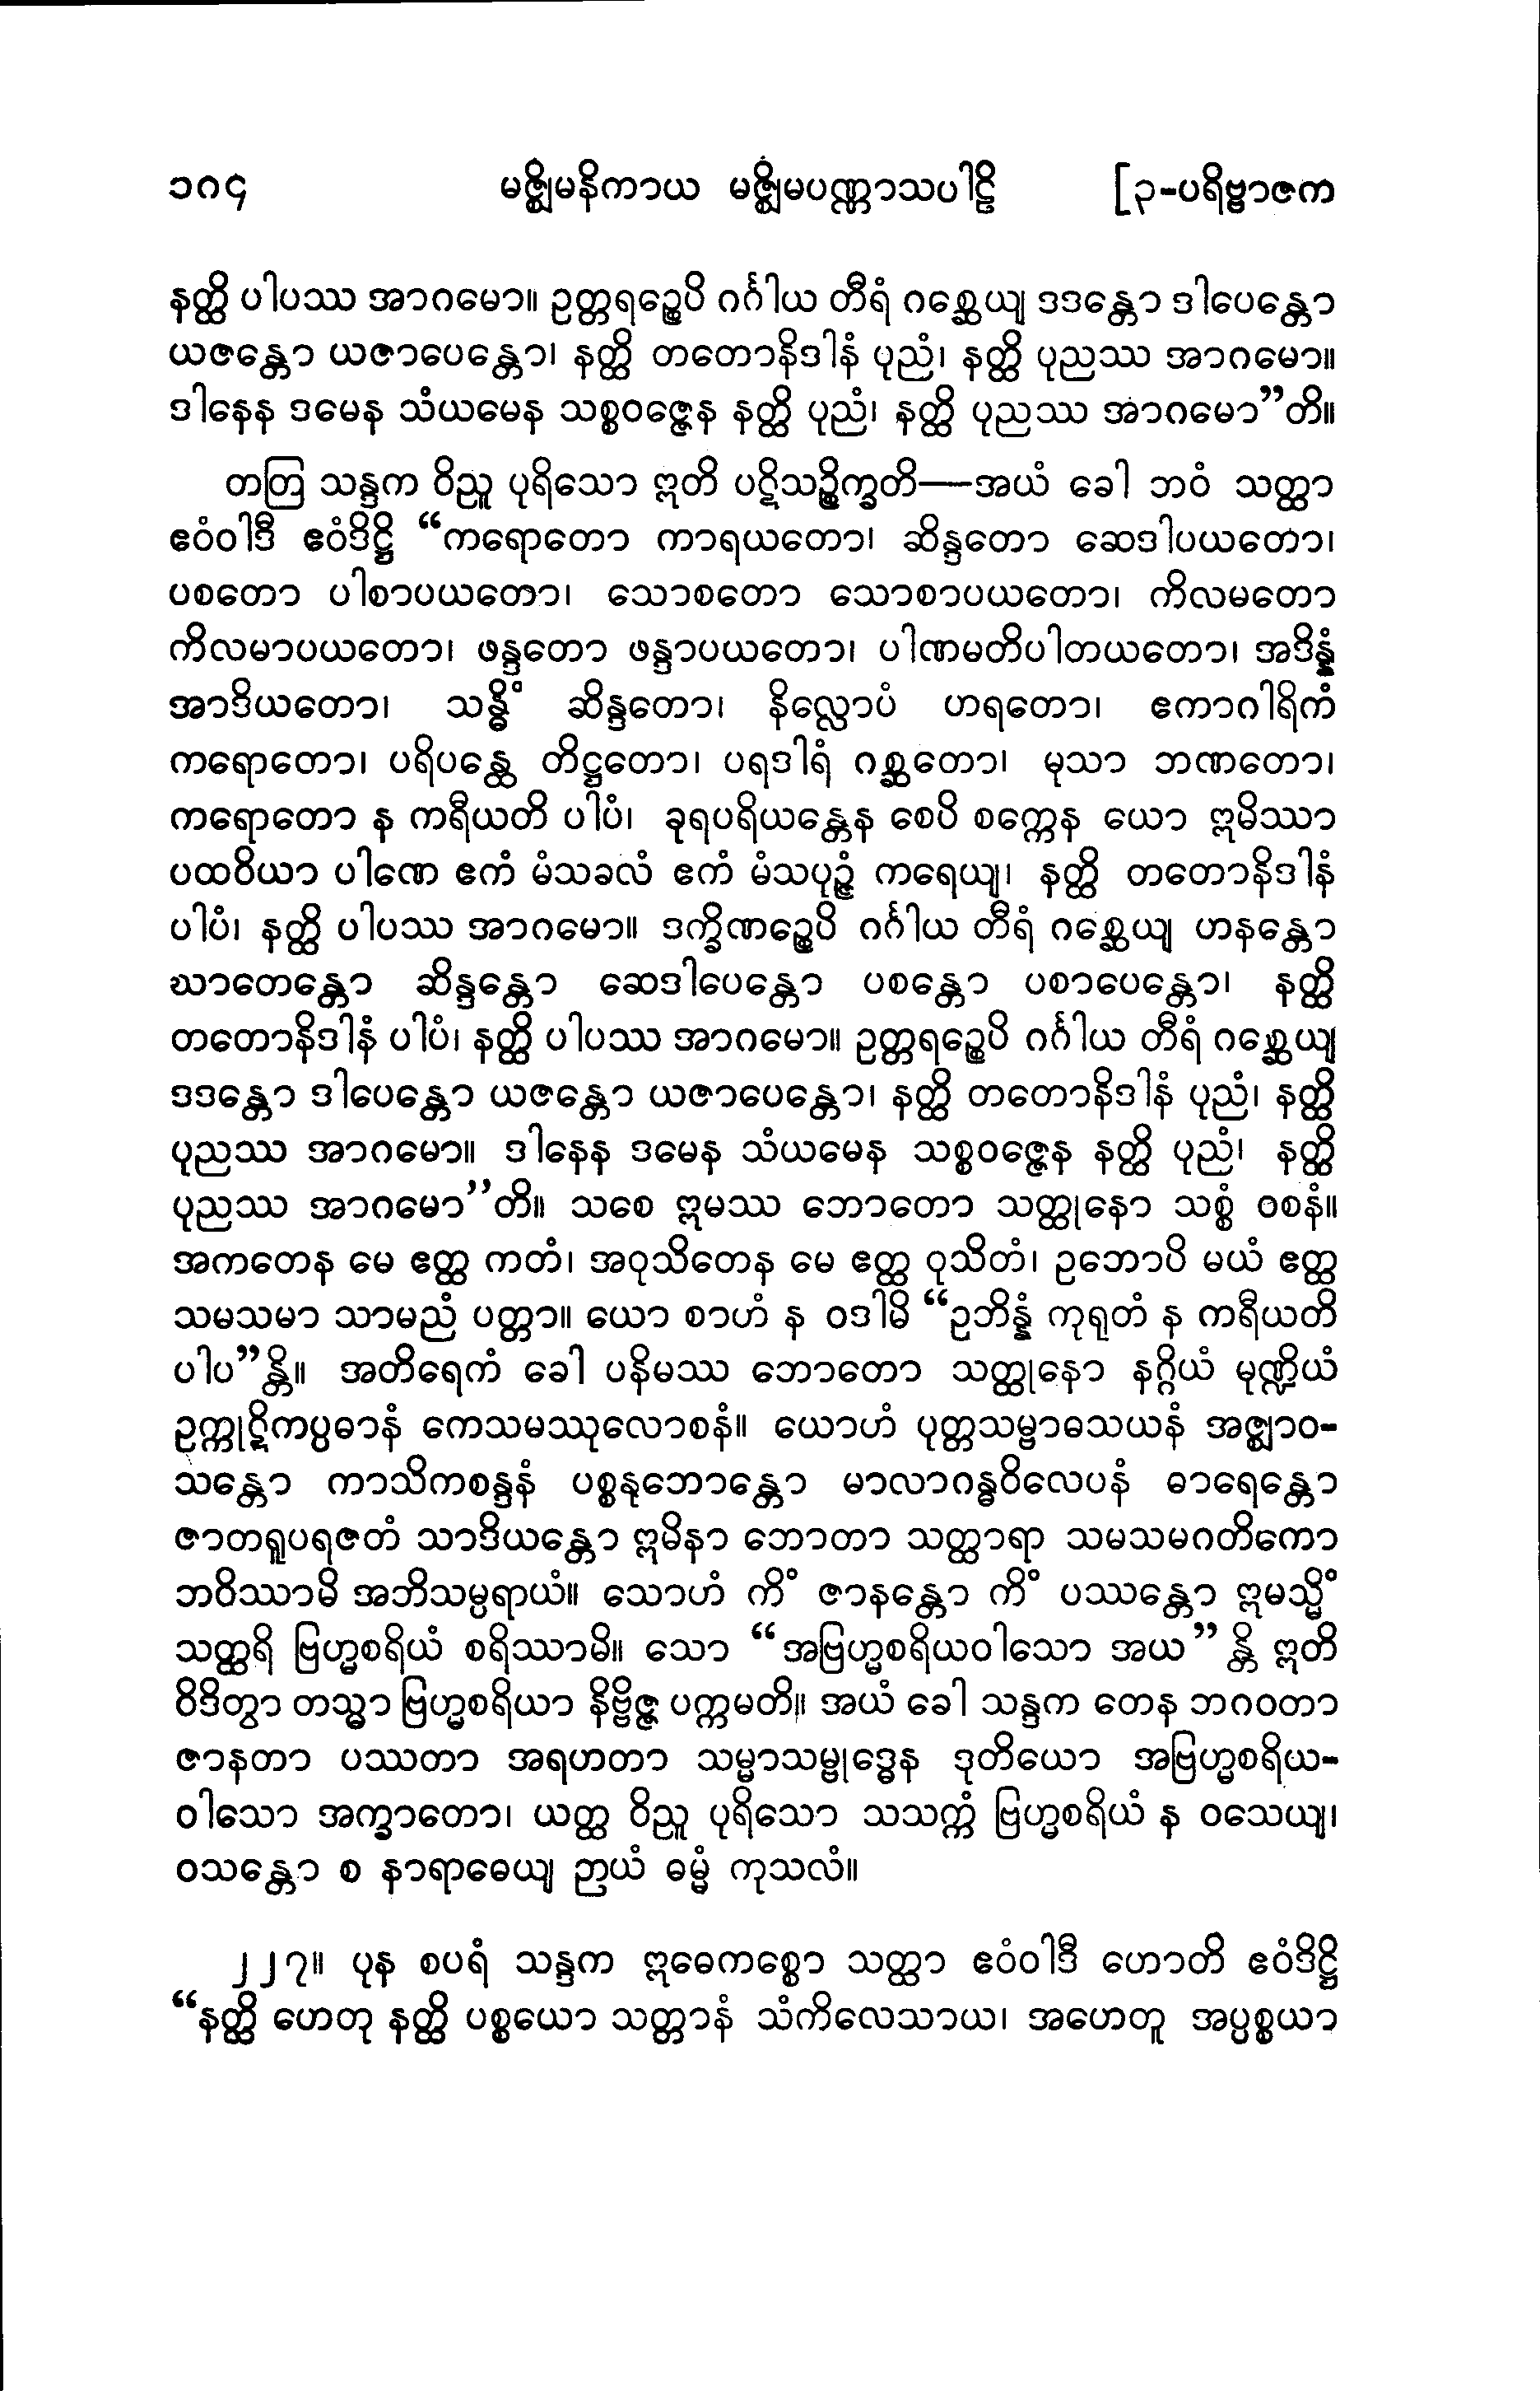 ၁၈၄ မဇ္ဈိမနိကာယ မဇ္ဈိမပဏ္ဏာသပါဠိ [၃-ပရိဗ္ဗာဇက
နတ္ထိ ပါပဿ အာဂမော။ ဥတ္တရဉ္စေပိ ဂင်္ဂါယ တီရံ ဂစ္ဆေယျ ဒဒန္တော ဒါပေန္တော
ယဇန္တော ယဇာပေန္တော၊ နတ္ထိ တတောနိဒါနံ ပုညံ၊ နတ္ထိ ပုညဿ အာဂမော။
ဒါနေန ဒမေန သံယမေန သစ္စဝဇ္ဇေန နတ္ထိ ပုညံ၊ နတ္ထိ ပုညဿ အာဂမော”တိ။
တတြ သန္ဒက ဝိညူ ပုရိသော ဣတိ ပဋိသဉ္စိက္ခတိ—အယံ ခေါ ဘဝံ သတ္ထာ
ဧဝံဝါဒီ ဧဝံဒိဋ္ဌိ “ကရောတော ကာရယတော၊ ဆိန္ဒတော ဆေဒါပယတော၊
ပစတော ပါစာပယတော၊ သောစတော သောစာပယတော၊ ကိလမတော
ကိလမာပယတော၊ ဖန္ဒတော ဖန္ဒာပယတော၊ ပါဏမတိပါတယတော၊ အဒိန္နံ
အာဒိယတော၊ သန္ဓိံ ဆိန္ဒတော၊ နိလ္လောပံ ဟရတော၊ ဧကာဂါရိကံ
ကရောတော၊ ပရိပန္ထေ တိဋ္ဌတော၊ ပရဒါရံ ဂစ္ဆတော၊ မုသာ ဘဏတော၊
ကရောတော န ကရီယတိ ပါပံ၊ ခုရပရိယန္တေန စေပိ စက္ကေန ယော ဣမိဿာ
ပထဝိယာ ပါဏေ ဧကံ မံသခလံ ဧကံ မံသပုဉ္ဇံ ကရေယျ၊ နတ္ထိ တတောနိဒါနံ
ပါပံ၊ နတ္ထိ ပါပဿ အာဂမော။ ဒက္ခိဏဉ္စေပိ ဂင်္ဂါယ တီရံ ဂစ္ဆေယျ ဟနန္တော
ဃာတေန္တော ဆိန္ဒန္တော ဆေဒါပေန္တော ပစန္တော ပစာပေန္တော၊ နတ္ထိ
တတောနိဒါနံ ပါပံ၊ နတ္ထိ ပါပဿ အာဂမော။ ဥတ္တရဉ္စေပိ ဂင်္ဂါယ တီရံ ဂစ္ဆေယျ
ဒဒန္တော ဒါပေန္တော ယဇန္တော ယဇာပေန္တော၊ နတ္ထိ တတောနိဒါနံ ပုညံ၊ နတ္ထိ
ပုညဿ အာဂမော။ ဒါနေန ဒမေန သံယမေန သစ္စဝဇ္ဇေန နတ္ထိ ပုညံ၊ နတ္ထိ
ပုညဿ အာဂမော”တိ။ သစေ ဣမဿ ဘောတော သတ္ထုနော သစ္စံ ဝစနံ။
အကတေန မေ ဧတ္ထ ကတံ၊ အဝုသိတေန မေ ဧတ္ထ ဝုသိတံ၊ ဥဘောပိ မယံ ဧတ္ထ
သမသမာ သာမညံ ပတ္တာ။ ယော စာဟံ န ဝဒါမိ “ဥဘိန္နံ ကုရုတံ န ကရီယတိ
ပါပ”န္တိ။ အတိရေကံ ခေါ ပနိမဿ ဘောတော သတ္ထုနော နဂ္ဂိယံ မုဏ္ဍိယံ
ဥက္ကုဋိကပ္ပဓာနံ ကေသမဿုလောစနံ။ ယောဟံ ပုတ္တသမ္ဗာဓသယနံ အဇ္ဈာဝ-
သန္တော ကာသိကစန္ဒနံ ပစ္စနုဘောန္တော မာလာဂန္ဓဝိလေပနံ ဓာရေန္တော
ဇာတရူပရဇတံ သာဒိယန္တော ဣမိနာ ဘောတာ သတ္ထာရာ သမသမဂတိကော
ဘဝိဿာမိ အဘိသမ္ပရာယံ။ သောဟံ ကိံ ဇာနန္တော ကိံ ပဿန္တော ဣမသ္မိံ
သတ္ထရိ ဗြဟ္မစရိယံ စရိဿာမိ။ သော “အဗြဟ္မစရိယဝါသော အယ”န္တိ ဣတိ
ဝိဒိတွာ တသ္မာ ဗြဟ္မစရိယာ နိဗ္ဗိဇ္ဇ ပက္ကမတိ။ အယံ ခေါ သန္ဒက တေန ဘဂဝတာ
ဇာနတာ ပဿတာ အရဟတာ သမ္မာသမ္ဗုဒ္ဓေန ဒုတိယော အဗြဟ္မစရိယ-
ဝါသော အက္ခာတော၊ ယတ္ထ ဝိညူ ပုရိသော သသက္ကံ ဗြဟ္မစရိယံ န ဝသေယျ၊
ဝသန္တော စ နာရာဓေယျ ဉာယံ ဓမ္မံ ကုသလံ။
၂၂၇။ ပုန စပရံ သန္ဒက ဣဓေကစ္စော သတ္ထာ ဧဝံဝါဒီ ဟောတိ ဧဝံဒိဋ္ဌိ
“နတ္ထိ ဟေတု နတ္ထိ ပစ္စယော သတ္တာနံ သံကိလေသာယ၊ အဟေတူ အပ္ပစ္စယာ